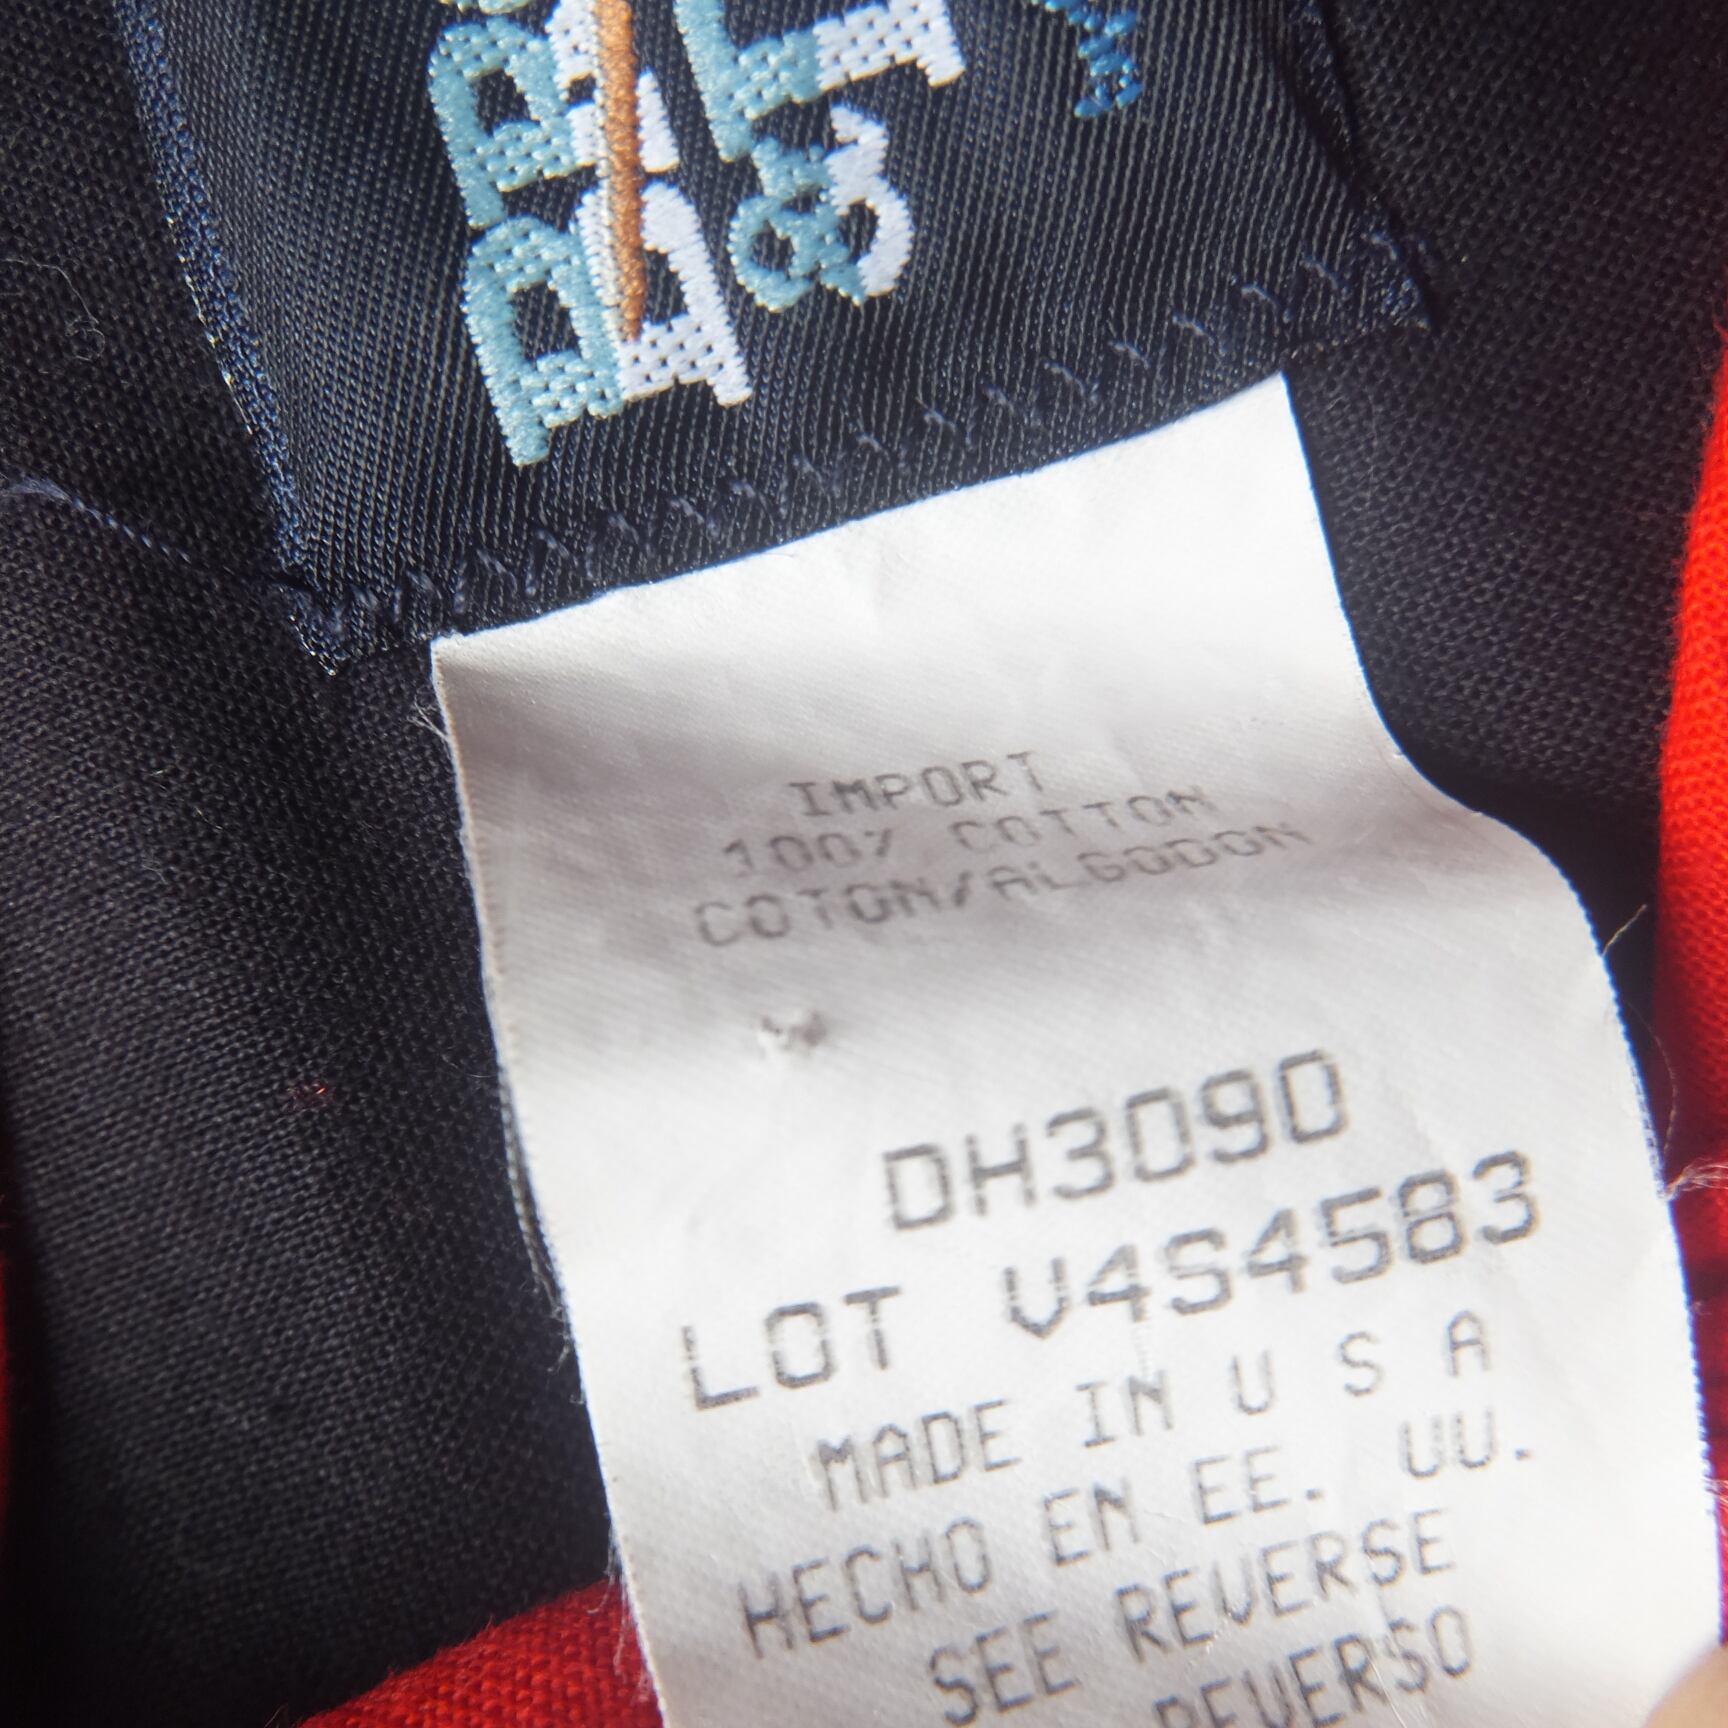 IMPORT
100% COTTON
COTON/ALGODON
DH3090
LOT V4S4583
MADE IN U S A
HECHO EN EE. UU.
SEE REVERSE
REVERSO